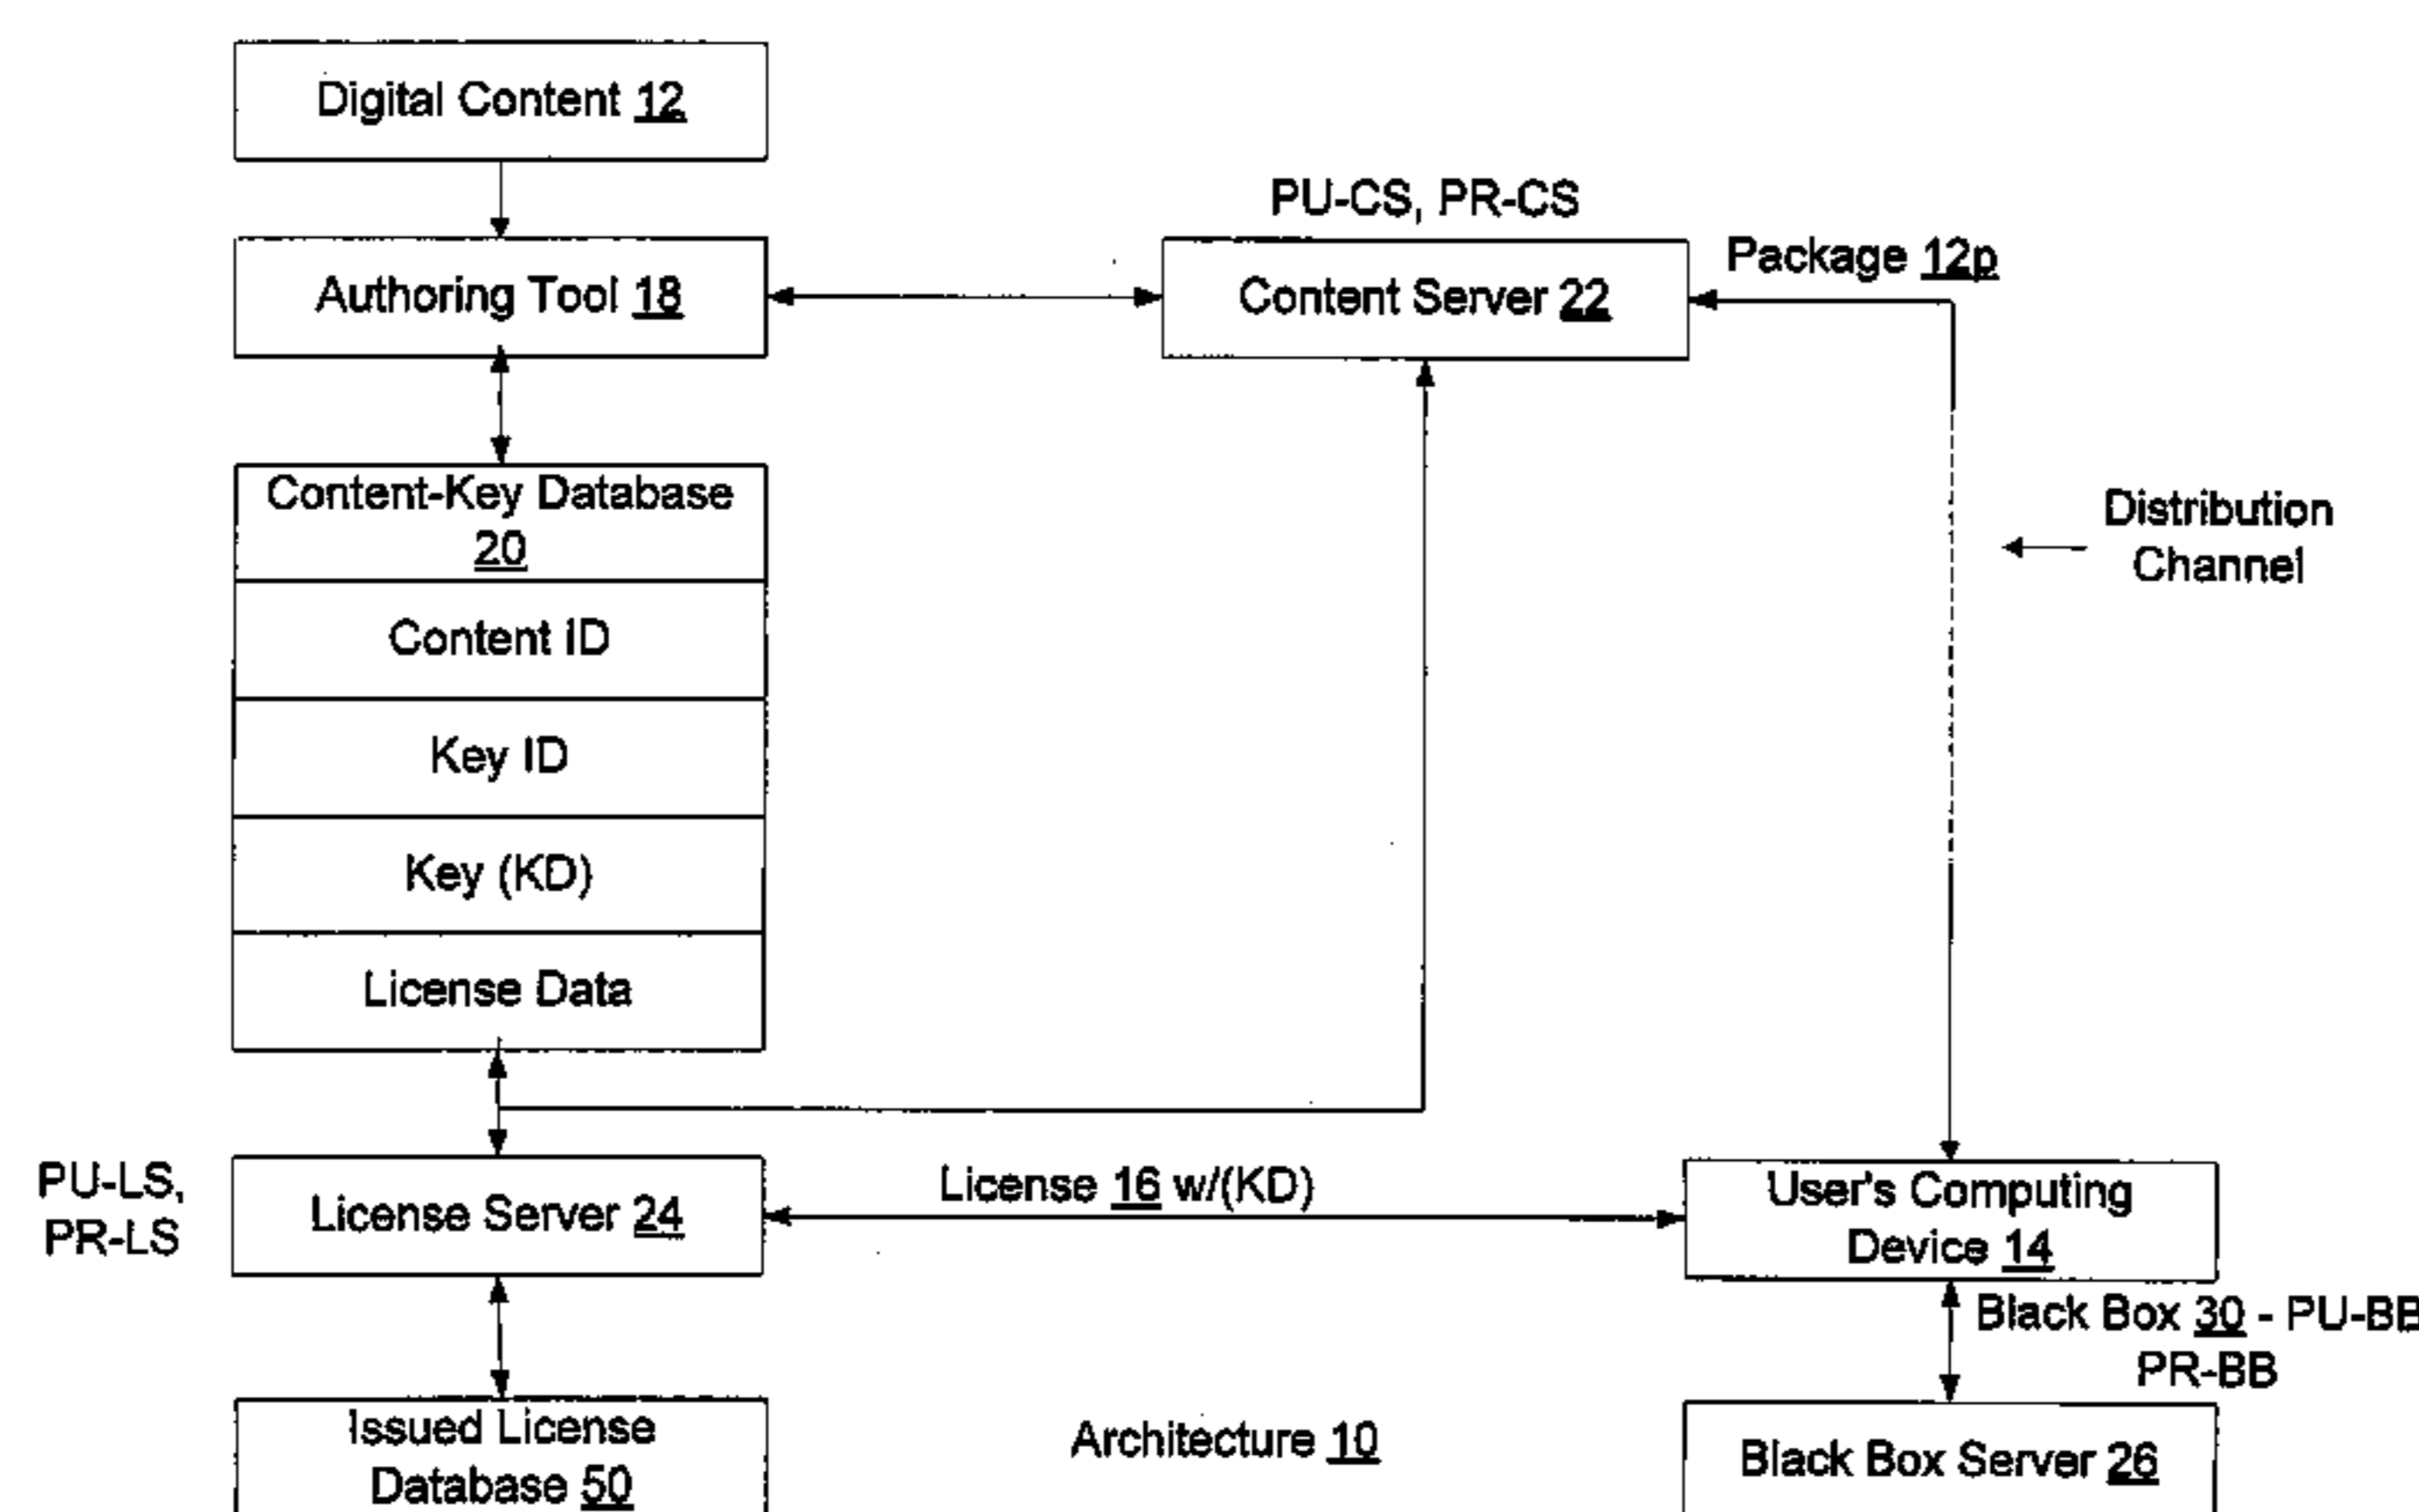 Digital Content 12
PU-CS, PR-CS
Authoring Tool 18
Content Server 22
Package 12p
Content-Key Database
20
Distribution
Channel
Content ID
Key ID
Key (KD)
License Data
PU-LS,
PR-LS
License Server 24
License 16 w/(KD)
User's Computing
Device 14
Black Box 30 - PU-BB
PR-BB
Issued License
Database 50
Architecture 10
Black Box Server 26